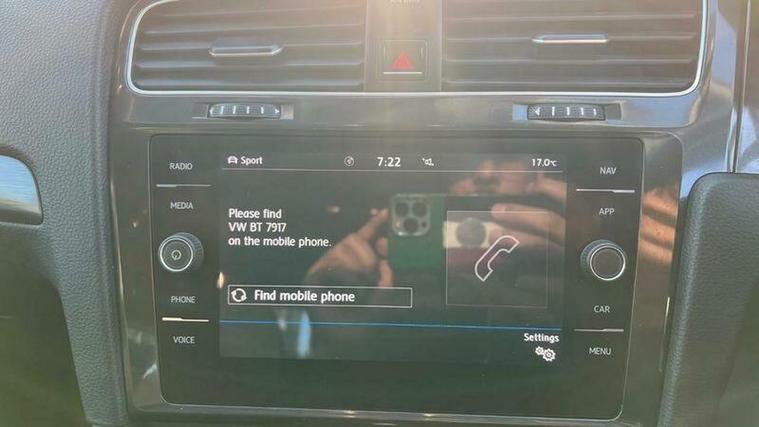 RADIO
MEDIA
PHONE
VOICE
Sport
7:22
17.0°C
Please find
VW BT 7917
on the mobile phone.
Find mobile phone
Settings
NAV
APP
CAR
MENU